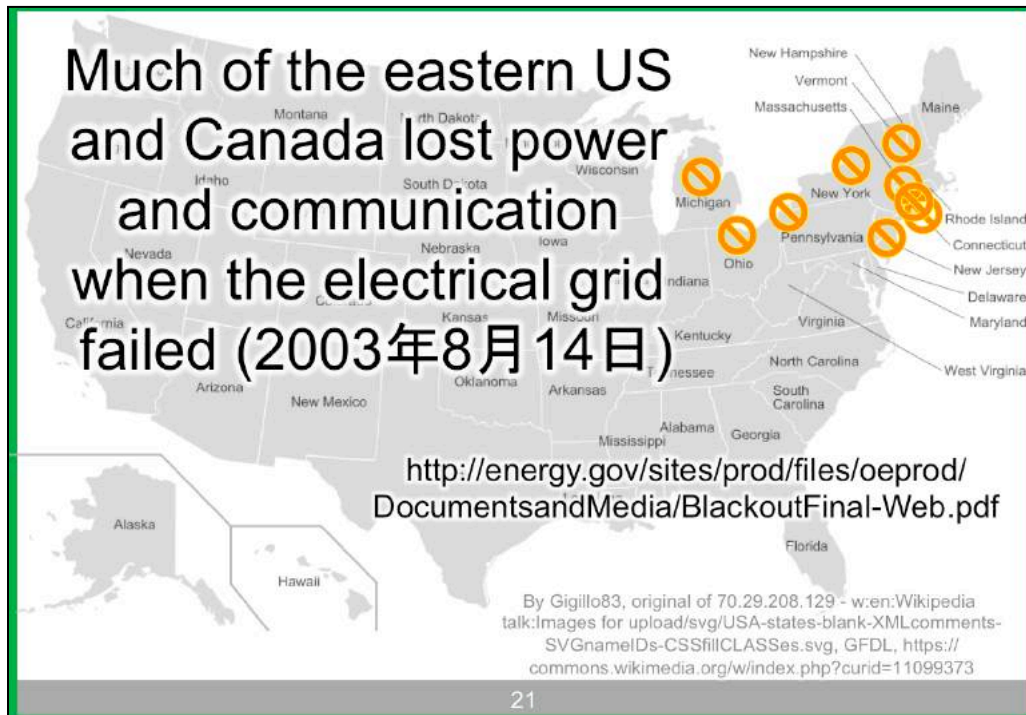 Much of the eastern US
and Canada lost power
and communication
when the electrical grid
failed (2003年8月14日)
New Hampshire
Vermont
Massachusetts
Maine
Montana
North Dakota
Wisconsin
Idaho
South Dakota
Michigan
New York
Rhode Island
Nevada
Nebraska
Iowa
Pennsylvania
Connecticut
Ohio
New Jersey
Indiana
Delaware
California
Kansas
Missouri
Virginia
Maryland
Kentucky
West Virginia
North Carolina
Tennessee
Arizona
Oklahoma
Arkansas
South
Carolina
New Mexico
Alabama
Georgia
Mississippi
http://energy.gov/sites/prod/files/oeprod/
DocumentsandMedia/BlackoutFinal-Web.pdf
Alaska
Florida
Hawaii
By Gigillo83, original of 70.29.208.129 - w:en:Wikipedia
talk:Images for upload/svg/USA-states-blank-XMLcomments-
SVGnameIDs-CSSfillCLASSes.svg, GFDL, https://
commons.wikimedia.org/w/index.php?curid=11099373
21